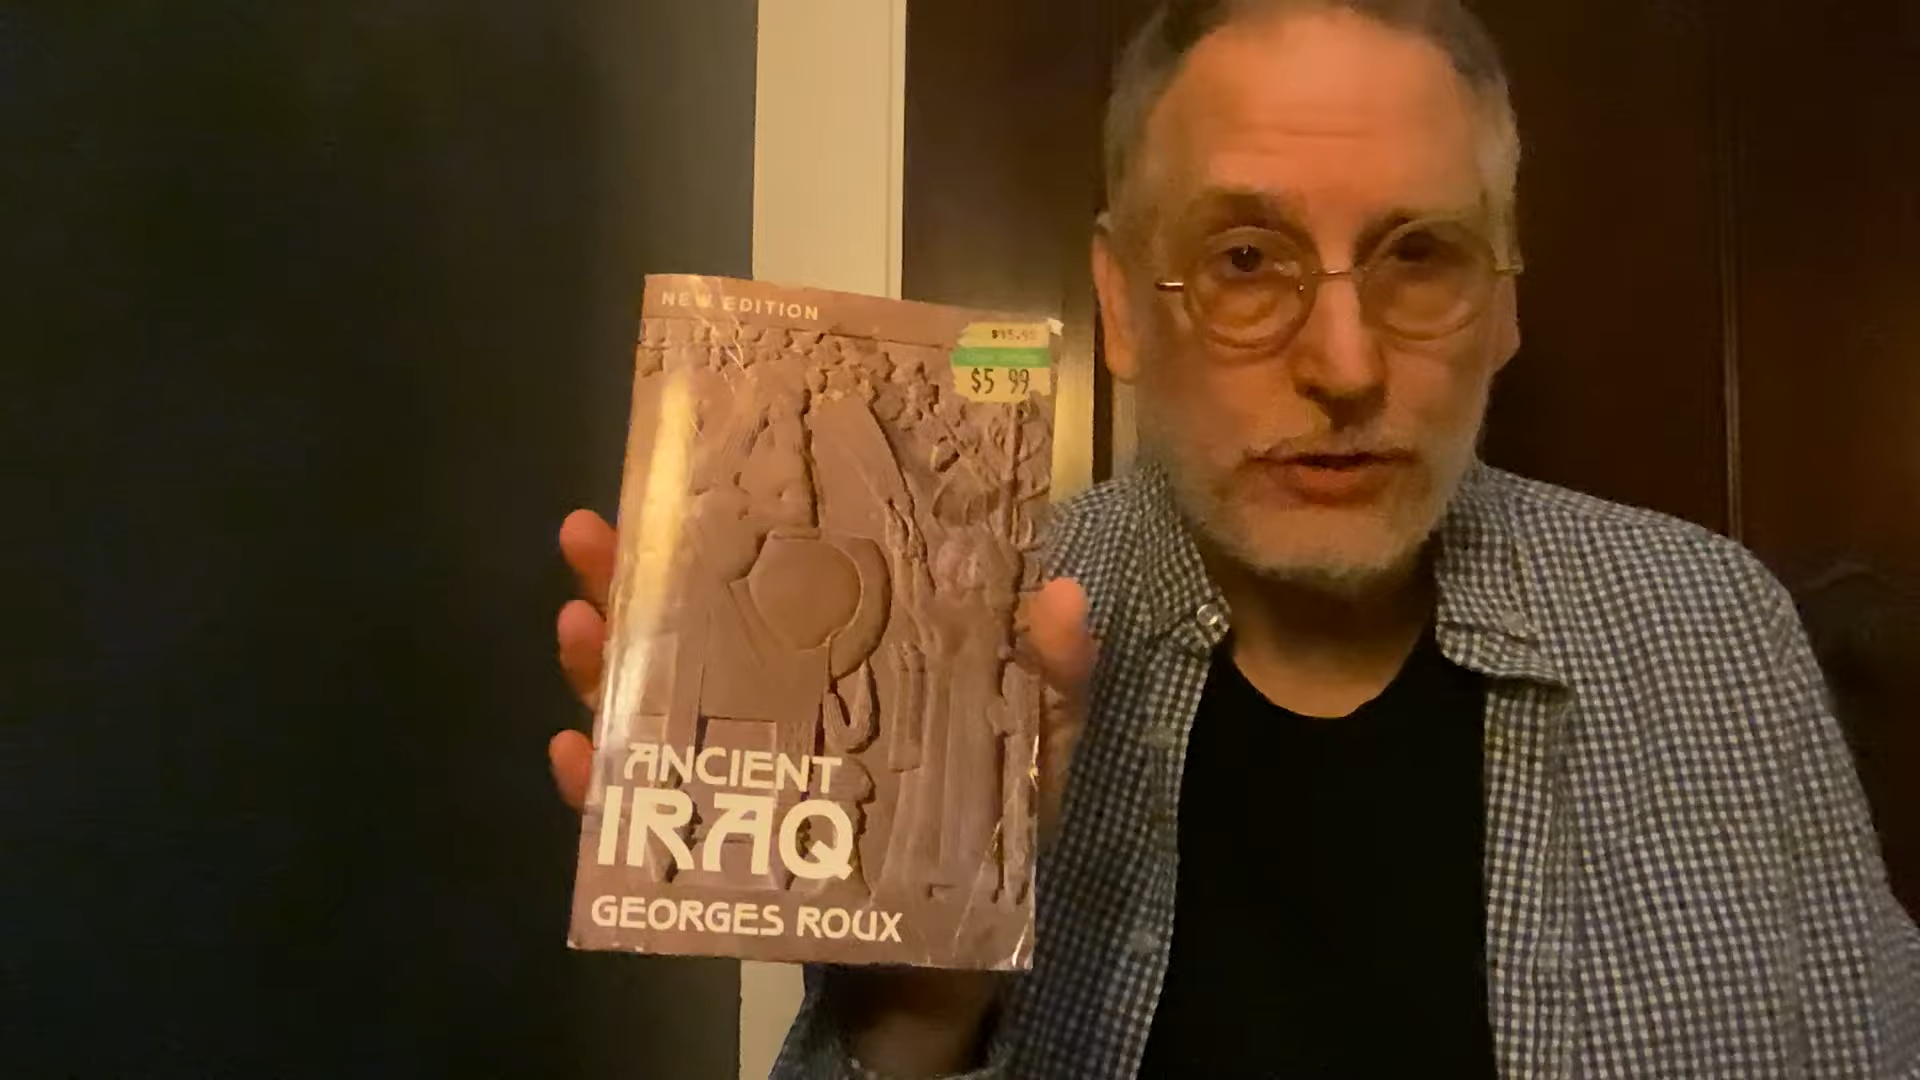 NEW EDITION
$5 99
ANCIENT
IRAQ
GEORGES ROUX